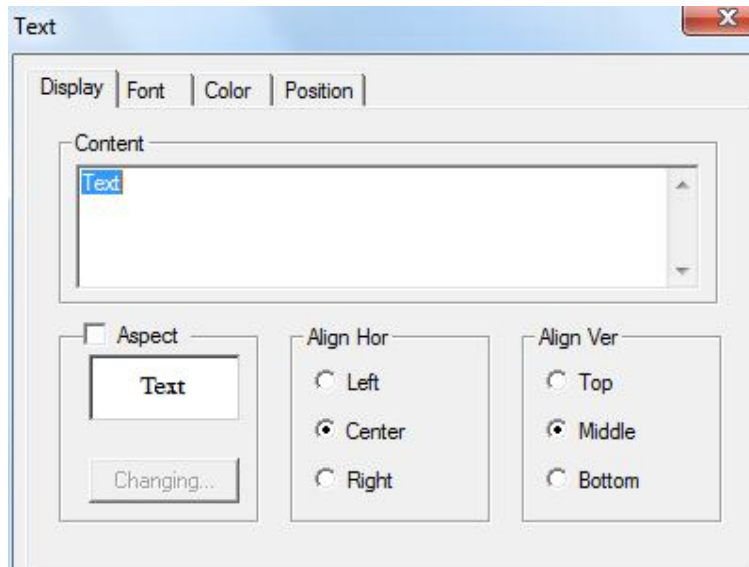 Text
Display Font Color Position
Content
Text
Aspect
Text
Changing...
Align Hor
Left
Center
Right
Align Ver
Top
Middle
Bottom